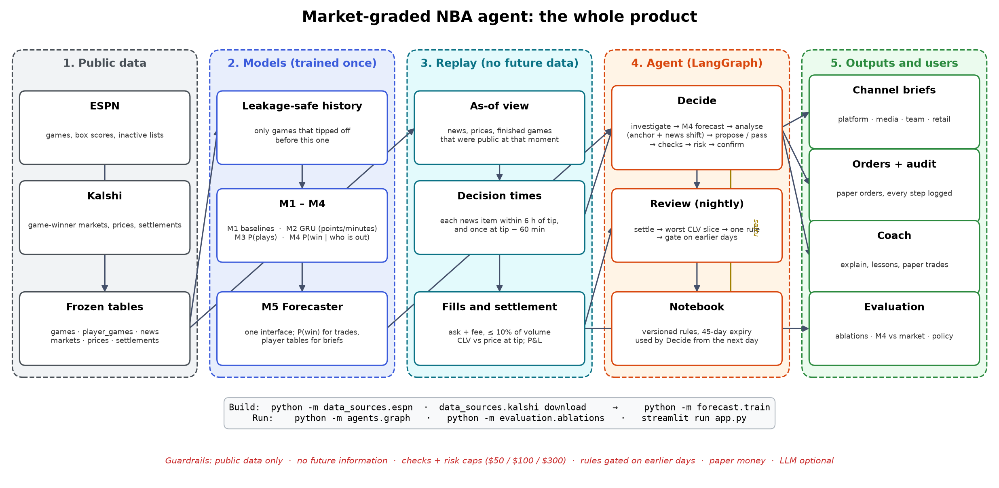 Market-graded NBA agent: the whole product
1. Public data
ESPN
games, box scores, inactive lists
Kalshi
game-winner markets, prices, settlements
Frozen tables
games · player_games · news
markets · prices · settlements
2. Models (trained once)
Leakage-safe history
only games that tipped off
before this one
M1 – M4
M1 baselines · M2 GRU (points/minutes)
M3 P(plays) · M4 P(win | who is out)
M5 Forecaster
one interface; P(win) for trades,
player tables for briefs
3. Replay (no future data)
As-of view
news, prices, finished games
that were public at that moment
Decision times
each news item within 6 h of tip,
and once at tip − 60 min
Fills and settlement
ask + fee, ≤ 10% of volume
CLV vs price at tip; P&L
4. Agent (LangGraph)
Decide
investigate → M4 forecast → analyse
(anchor + news shift) → propose / pass
→ checks → risk → confirm
Review (nightly)
settle → worst CLV slice → one rule
→ gate on earlier days
rules
Notebook
versioned rules, 45-day expiry
used by Decide from the next day
5. Outputs and users
Channel briefs
platform · media · team · retail
Orders + audit
paper orders, every step logged
Coach
explain, lessons, paper trades
Evaluation
ablations · M4 vs market · policy
Build: python -m data_sources.espn · data_sources.kalshi download → python -m forecast.train
Run: python -m agents.graph · python -m evaluation.ablations · streamlit run app.py
Guardrails: public data only · no future information · checks + risk caps ($50 / $100 / $300) · rules gated on earlier days · paper money · LLM optional